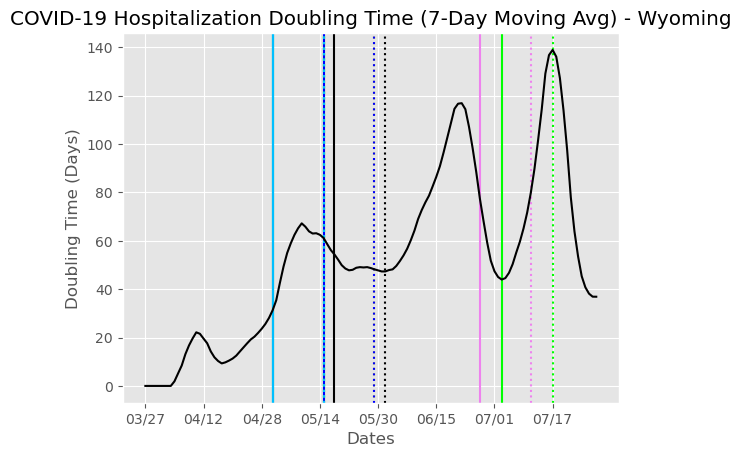 COVID-19 Hospitalization Doubling Time (7-Day Moving Avg) - Wyoming
Doubling Time (Days)
140
120
100
80
60
40
20
0
03/27 04/12 04/28 05/14 05/30 06/15 07/01 07/17
Dates